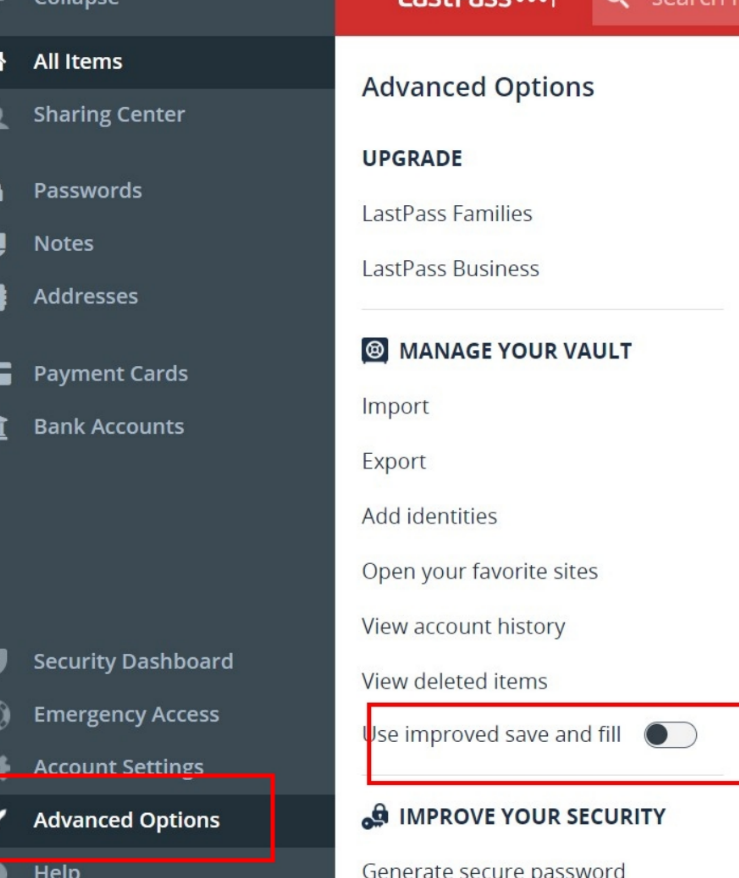 Collapse
All Items
Sharing Center
Passwords
Notes
Addresses
Payment Cards
Bank Accounts
Security Dashboard
Emergency Access
Account Settings
Advanced Options
Help
LastPass
Search
Advanced Options
UPGRADE
LastPass Families
LastPass Business
MANAGE YOUR VAULT
Import
Export
Add identities
Open your favorite sites
View account history
View deleted items
Use improved save and fill
IMPROVE YOUR SECURITY
Generate secure password